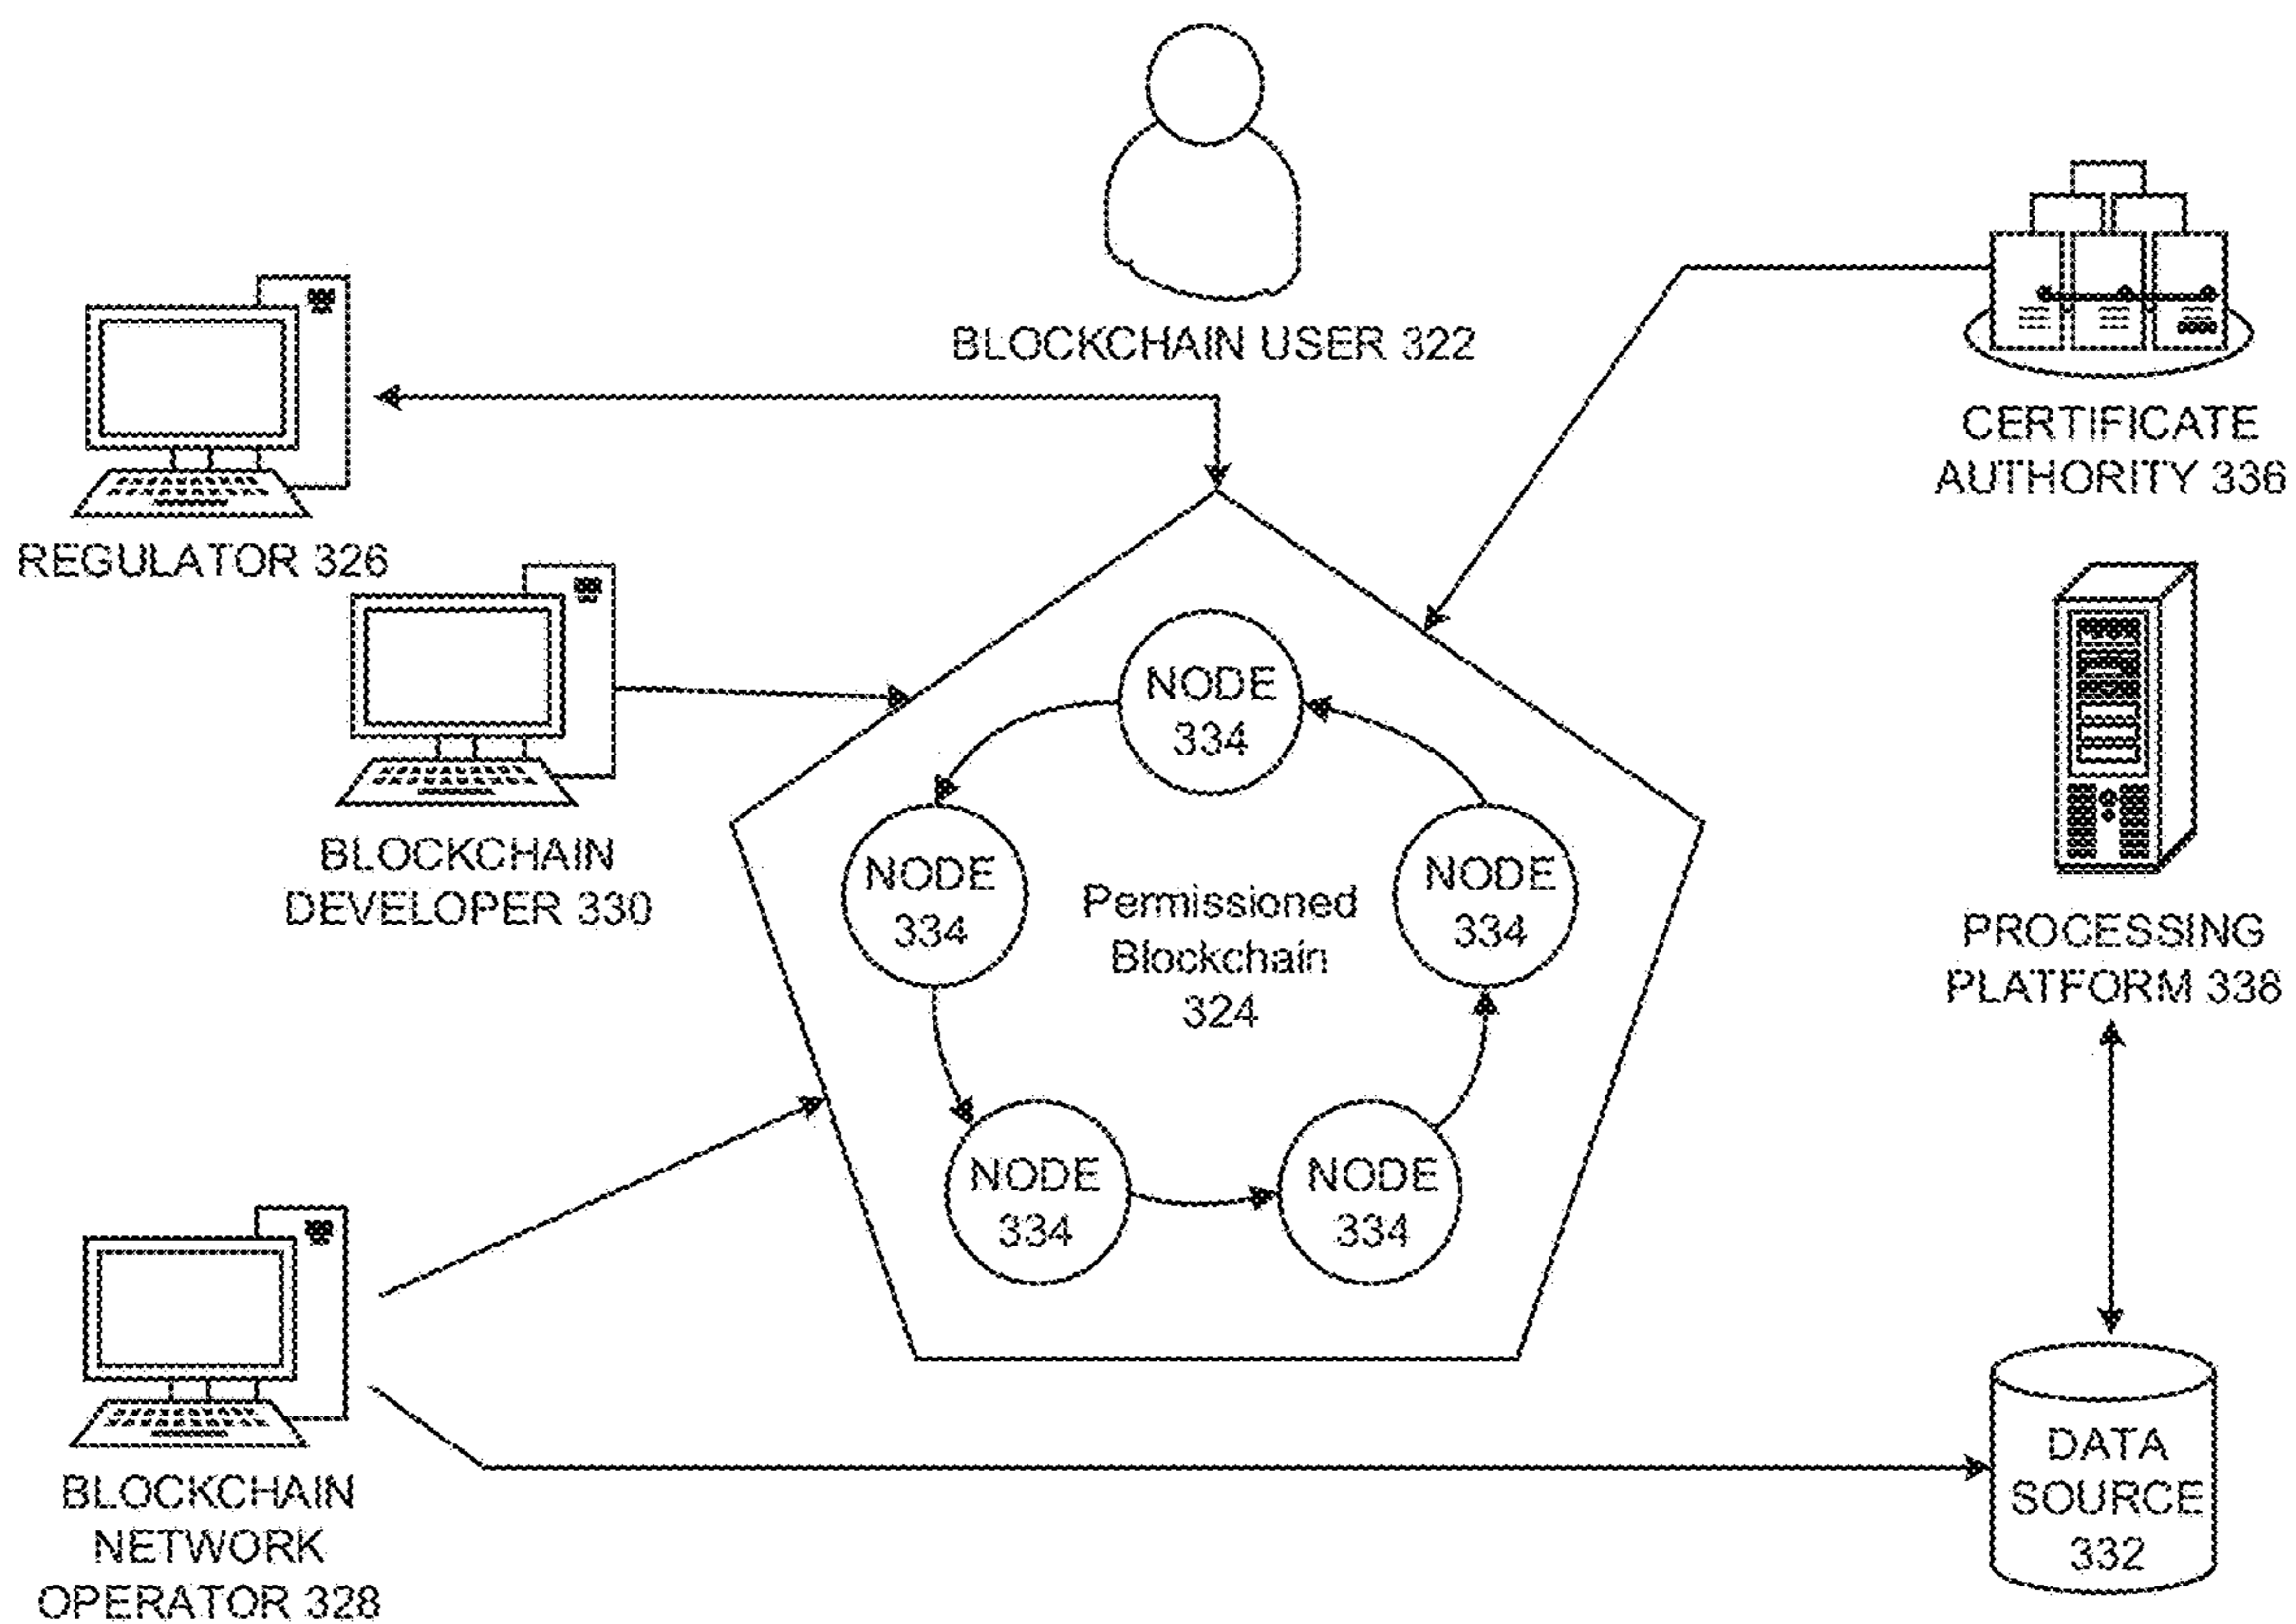 BLOCKCHAIN USER 322
CERTIFICATE
AUTHORITY 336
REGULATOR 326
BLOCKCHAIN
DEVELOPER 330
NODE
334
NODE
334
Permissioned
Blockchain
324
NODE
334
PROCESSING
PLATFORM 338
NODE
334
NODE
334
BLOCKCHAIN
NETWORK
OPERATOR 328
DATA
SOURCE
332